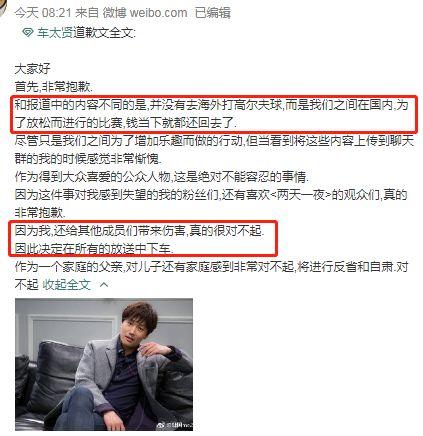 今天 08:21 来自 微博 weibo.com 已编辑
车太贤道歉文全文:
大家好
首先,非常抱歉.
和报道中的内容不同的是,并没有去海外打高尔夫球,而是我们之间在国内,为
了放松而进行的比赛,钱当下就都还回去了.
尽管只是我们之间为了增加乐趣而做的行动,但当看到将这些内容上传到聊天
群的我的时候感觉非常惭愧.
作为得到大众喜爱的公众人物,这是绝对不能容忍的事情.
因为这件事对我感到失望的我的粉丝们,还有喜欢<两天一夜>的观众们,真的
非常抱歉.
因为我,还给其他成员们带来伤害,真的很对不起.
因此决定在所有的放送中下车.
作为一个家庭的父亲,对儿子还有家庭感到非常对不起,将进行反省和自肃.对
不起 收起全文